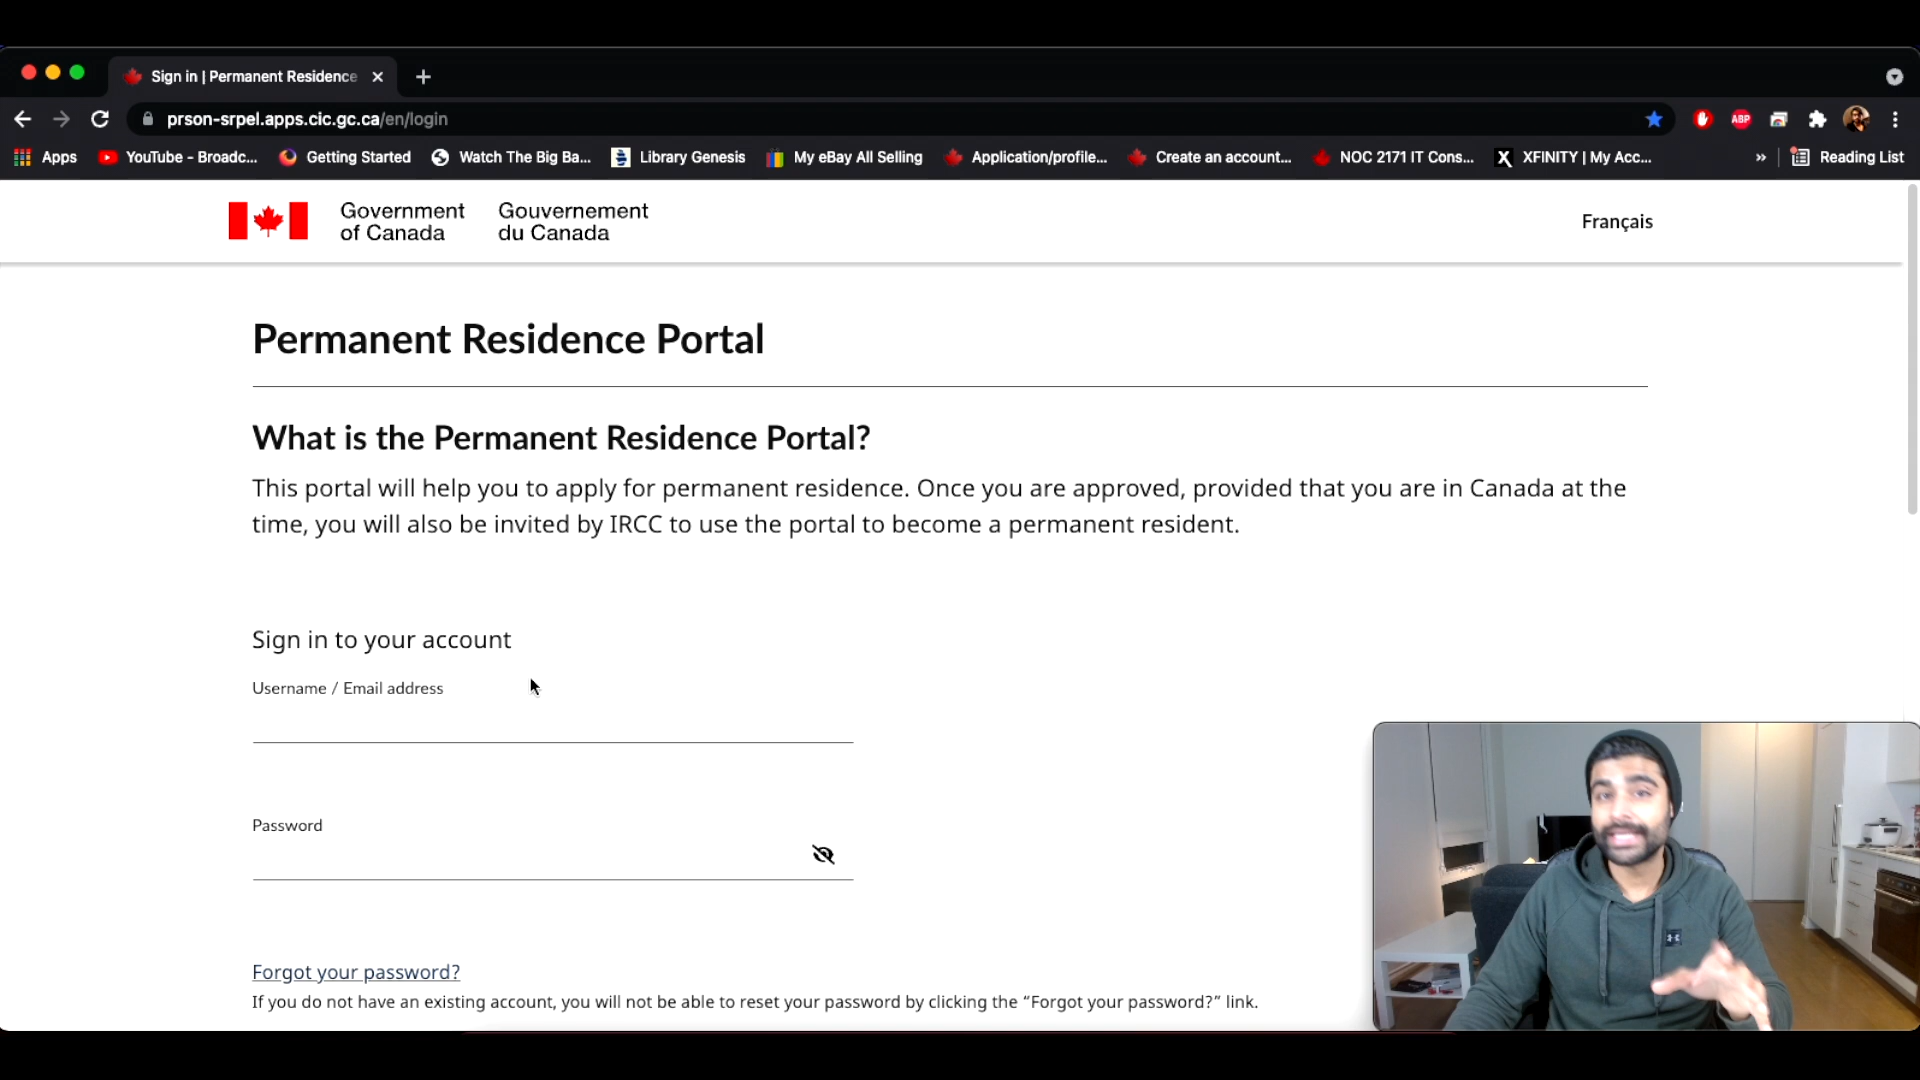 Sign in | Permanent Residence
prson-srpel.apps.cic.gc.ca/en/login
ABP
Apps YouTube - Broadc... Getting Started Watch The Big Ba... Library Genesis My eBay All Selling Application/profile... Create an account... NOC 2171 IT Cons... XFINITY | My Acc... » Reading List
Government of Canada
Gouvernement du Canada
Français
Permanent Residence Portal
What is the Permanent Residence Portal?
This portal will help you to apply for permanent residence. Once you are approved, provided that you are in Canada at the
time, you will also be invited by IRCC to use the portal to become a permanent resident.
Sign in to your account
Username / Email address
Password
Forgot your password?
If you do not have an existing account, you will not be able to reset your password by clicking the “Forgot your password?” link.